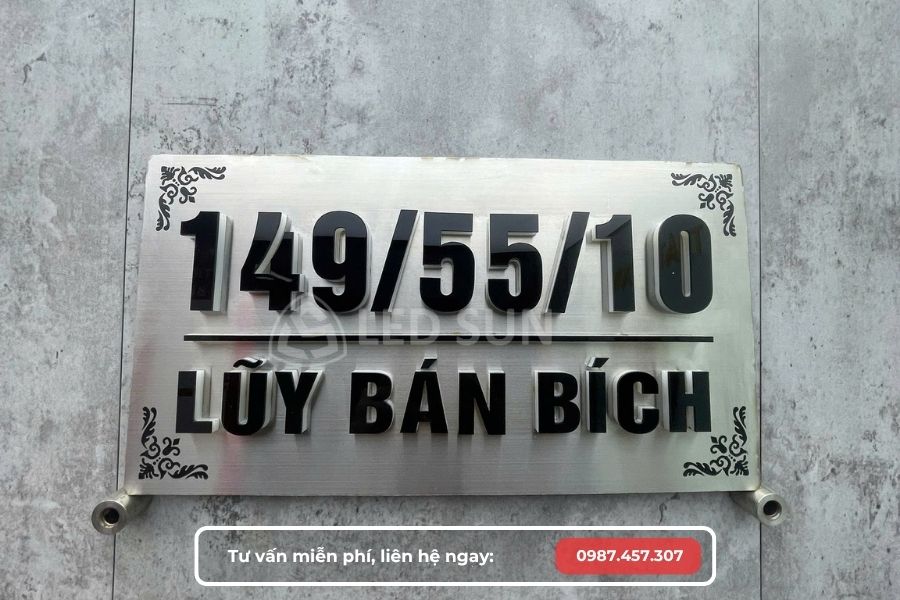 149/55/10
LED SUN
LŨY BÁN BÍCH
Tư vấn miễn phí, liên hệ ngay: 0987.457.307